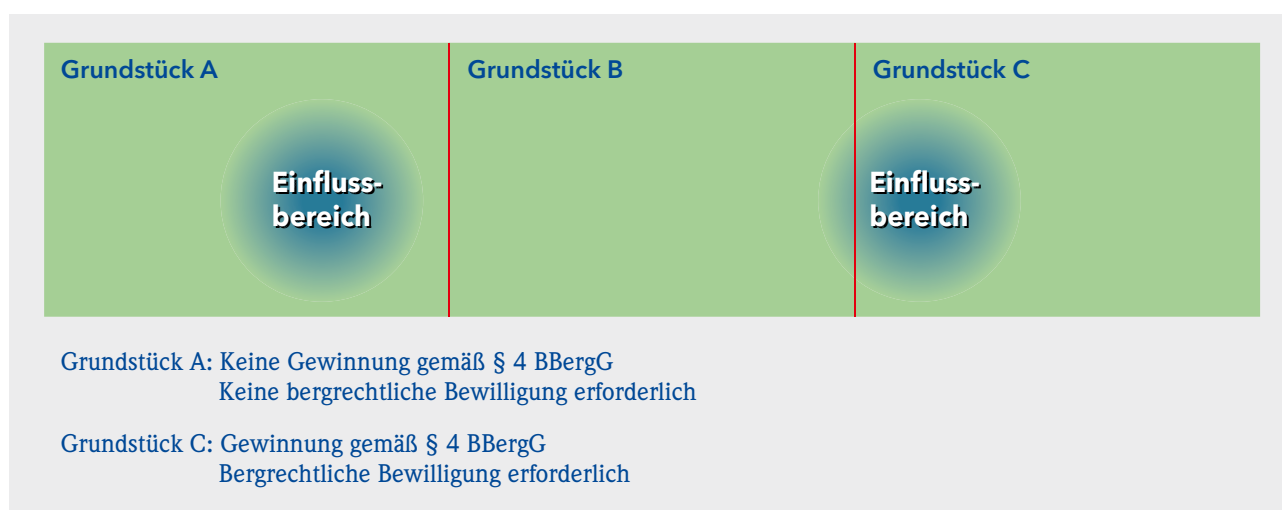 Grundstück A
Grundstück B
Grundstück C
Einfluss-
bereich
Einfluss-
bereich
Grundstück A: Keine Gewinnung gemäß § 4 BBergG
Keine bergrechtliche Bewilligung erforderlich
Grundstück C: Gewinnung gemäß § 4 BBergG
Bergrechtliche Bewilligung erforderlich